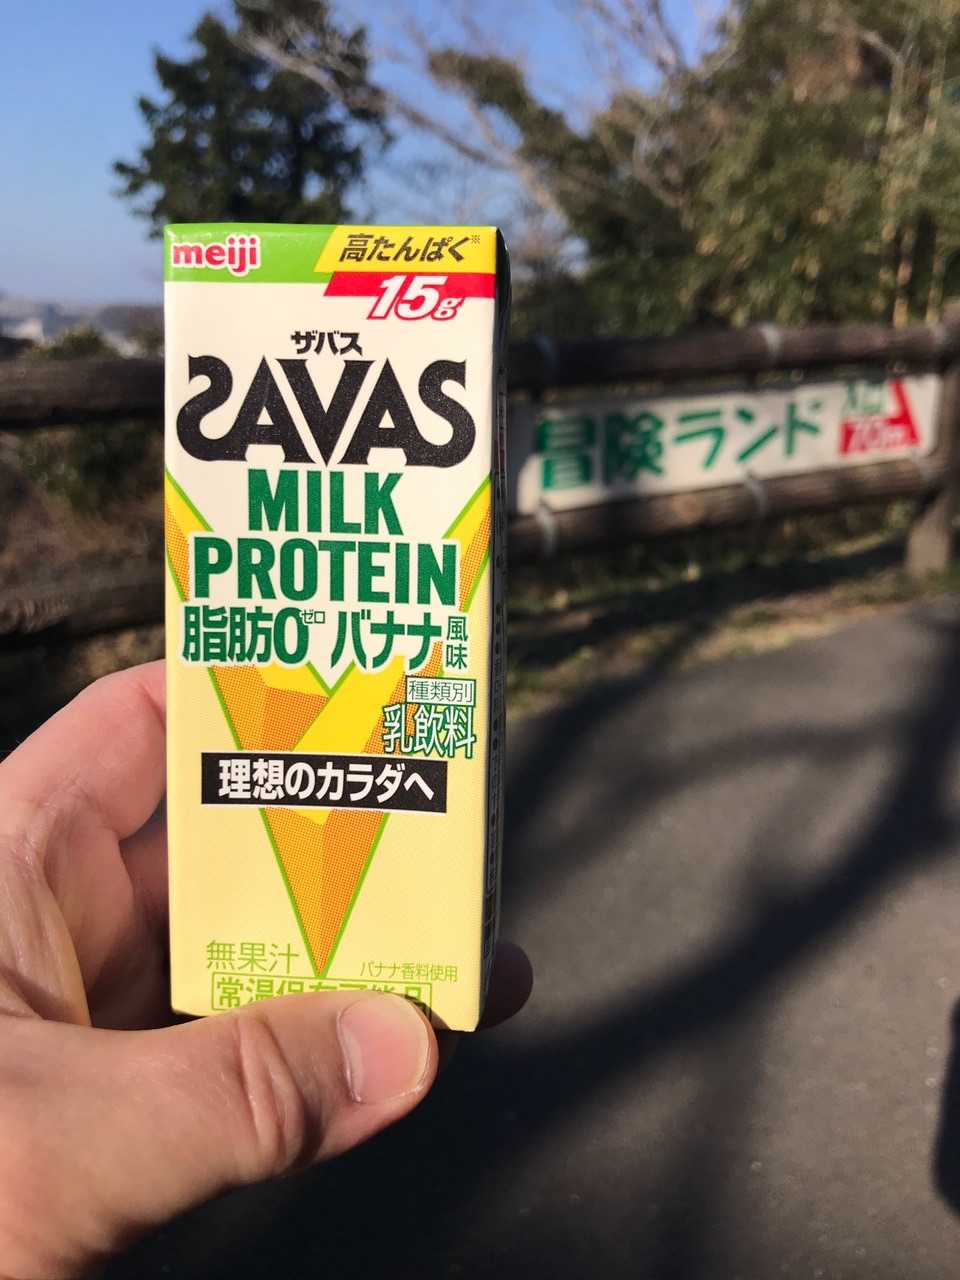 meiji
高たんぱく※
15g
ザバス
SAVAS
MILK
PROTEIN
脂肪0ゼロ バナナ風味
種類別
乳飲料
理想のカラダへ
無果汁
バナナ香料使用
常温保存可能品
冒険ランド
入口
70m